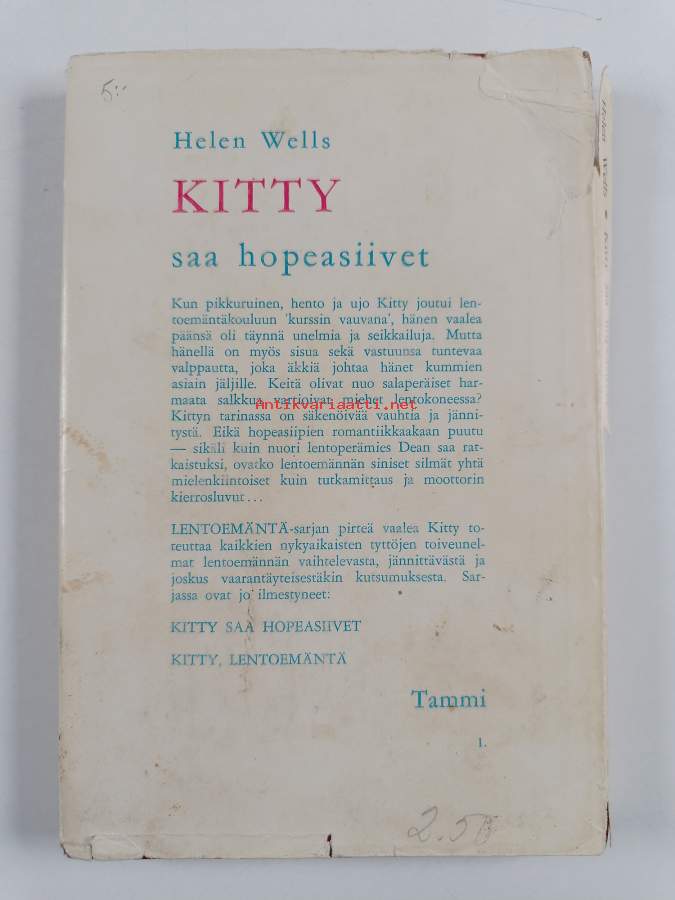 5:-
Helen Wells
KITTY
saa hopeasiivet
Kun pikkuruinen, hento ja ujo Kitty joutui len-
toemäntäkouluun 'kurssin vauvana', hänen vaalea
päänsä oli täynnä unelmia ja seikkailuja. Mutta
hänellä on myös sisua sekä vastuunsa tuntevaa
valppautta, joka äkkiä johtaa hänet kummien
asiain jäljille. Keitä olivat nuo salaperäiset har-
maata salkkua vartioivat miehet lentokoneessa?
Antikvariaatti.net
Kittyn tarinassa on säkenöivää vauhtia ja jänni-
tystä. Eikä hopeasiipien romantiikkaakaan puutu
— sikäli kuin nuori lentoperämies Dean saa rat-
kaistuksi, ovatko lentoemännän siniset silmät yhtä
mielenkiintoiset kuin tutkamittaus ja moottorin
kierrosluvut...
LENTOEMÄNTÄ-sarjan pirteä vaalea Kitty to-
teuttaa kaikkien nykyaikaisten tyttöjen toiveunel-
mat lentoemännän vaihtelevasta, jännittävästä ja
joskus vaarantäyteisestäkin kutsumuksesta. Sar-
jassa ovat jo ilmestyneet:
KITTY SAA HOPEASIIVET
KITTY, LENTOEMÄNTÄ
Tammi
1.
Helen Wells